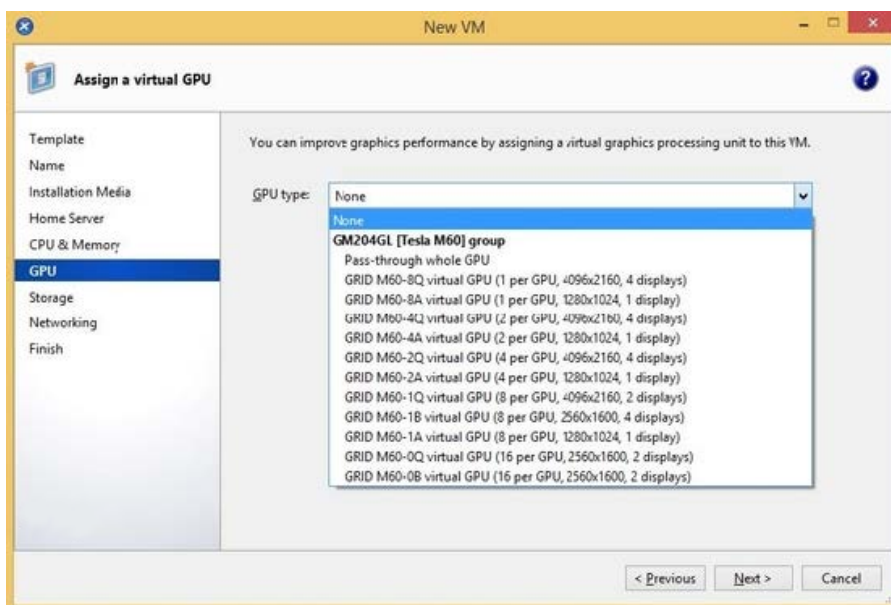 New VM
Assign a virtual GPU
Template
Name
Installation Media
Home Server
CPU & Memory
GPU
Storage
Networking
Finish
You can improve graphics performance by assigning a virtual graphics processing unit to this VM.
GPU type: None
None
GM204GL [Tesla M60] group
Pass-through whole GPU
GRID M60-8Q virtual GPU (1 per GPU, 4096x2160, 4 displays)
GRID M60-8A virtual GPU (1 per GPU, 1280x1024, 1 display)
GRID M60-4Q virtual GPU (2 per GPU, 4096x2160, 4 displays)
GRID M60-4A virtual GPU (2 per GPU, 1280x1024, 1 display)
GRID M60-2Q virtual GPU (4 per GPU, 4096x2160, 4 displays)
GRID M60-2A virtual GPU (4 per GPU, 1280x1024, 1 display)
GRID M60-1Q virtual GPU (8 per GPU, 4096x2160, 2 displays)
GRID M60-1B virtual GPU (8 per GPU, 2560x1600, 4 displays)
GRID M60-1A virtual GPU (8 per GPU, 1280x1024, 1 display)
GRID M60-0Q virtual GPU (16 per GPU, 2560x1600, 2 displays)
GRID M60-0B virtual GPU (16 per GPU, 2560x1600, 2 displays)
< Previous Next > Cancel